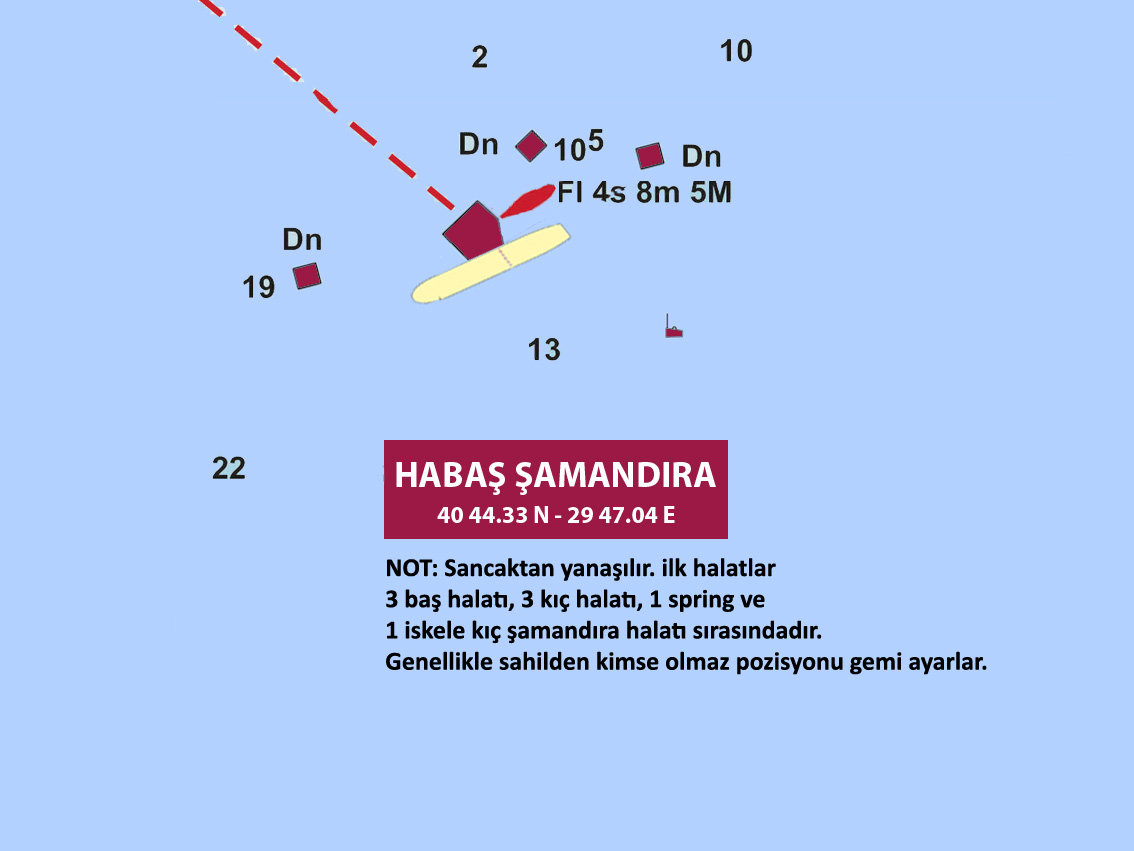 2
10
Dn
10⁵
Dn
Fl 4s 8m 5M
Dn
19
13
22
HABAŞ ŞAMANDIRA
40 44.33 N - 29 47.04 E
NOT: Sancaktan yanaşılır. ilk halatlar
3 baş halatı, 3 kıç halatı, 1 spring ve
1 iskele kıç şamandıra halatı sırasındadır.
Genellikle sahilden kimse olmaz pozisyonu gemi ayarlar.